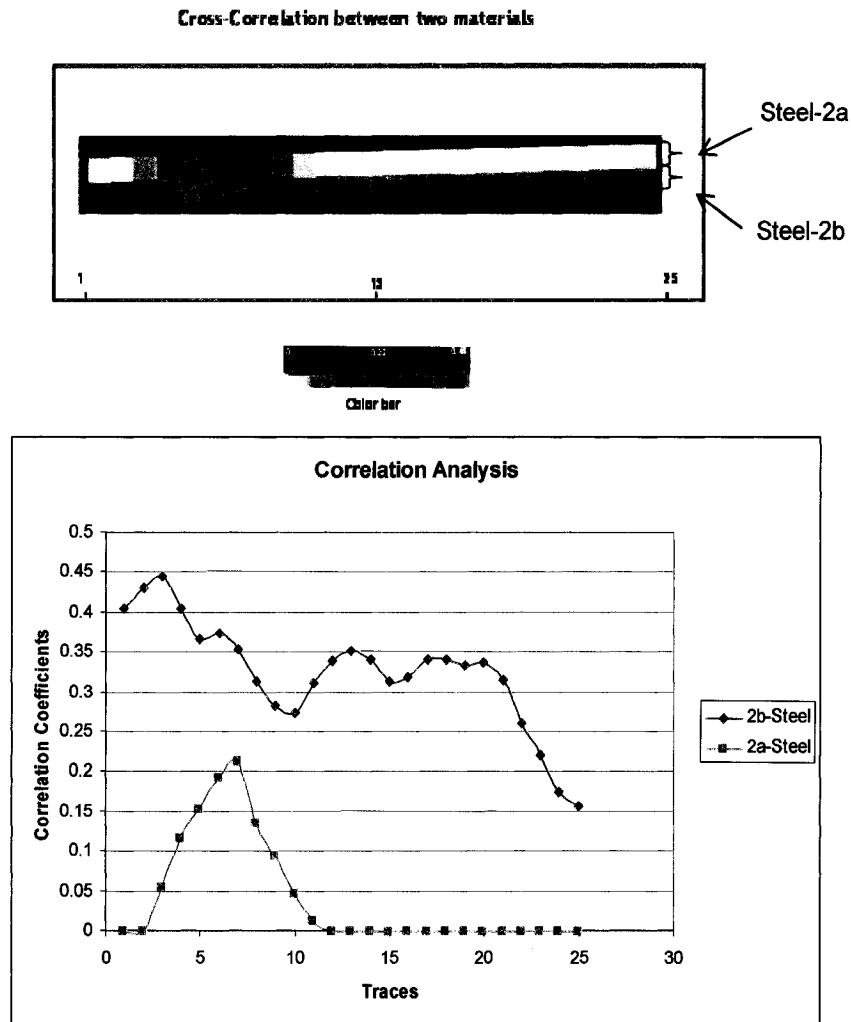 Cross-Correlation between two materials
Steel-2a
Steel-2b
1
13
25
Color bar
Correlation Analysis
0.5
0.45
0.4
0.35
0.3
0.25
0.2
0.15
0.1
0.05
0
Correlation Coefficients
0 5 10 15 20 25 30
Traces
2b-Steel
2a-Steel